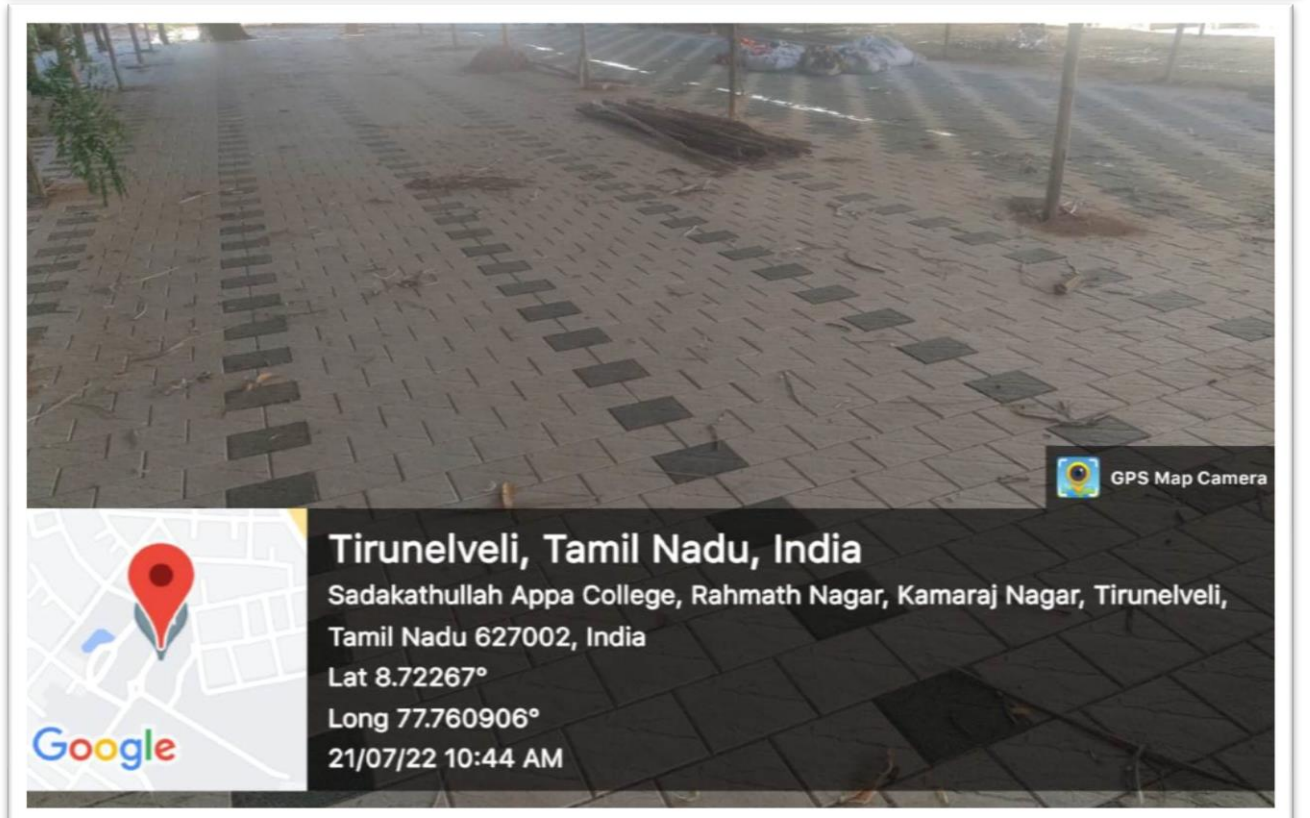 GPS Map Camera
Tirunelveli, Tamil Nadu, India
Sadakathullah Appa College, Rahmath Nagar, Kamaraj Nagar, Tirunelveli,
Tamil Nadu 627002, India
Lat 8.72267°
Long 77.760906°
21/07/22 10:44 AM
Google